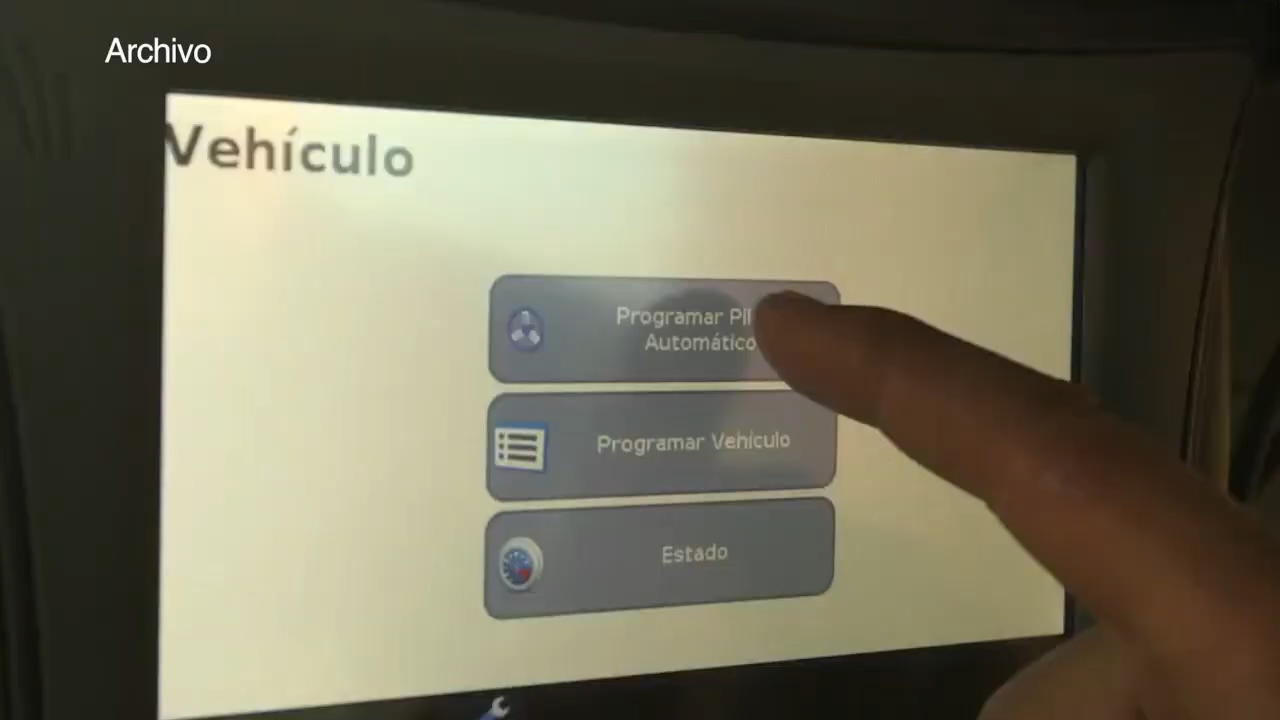 Archivo
Vehículo
Programar
Automático
Programar Vehículo
Estado